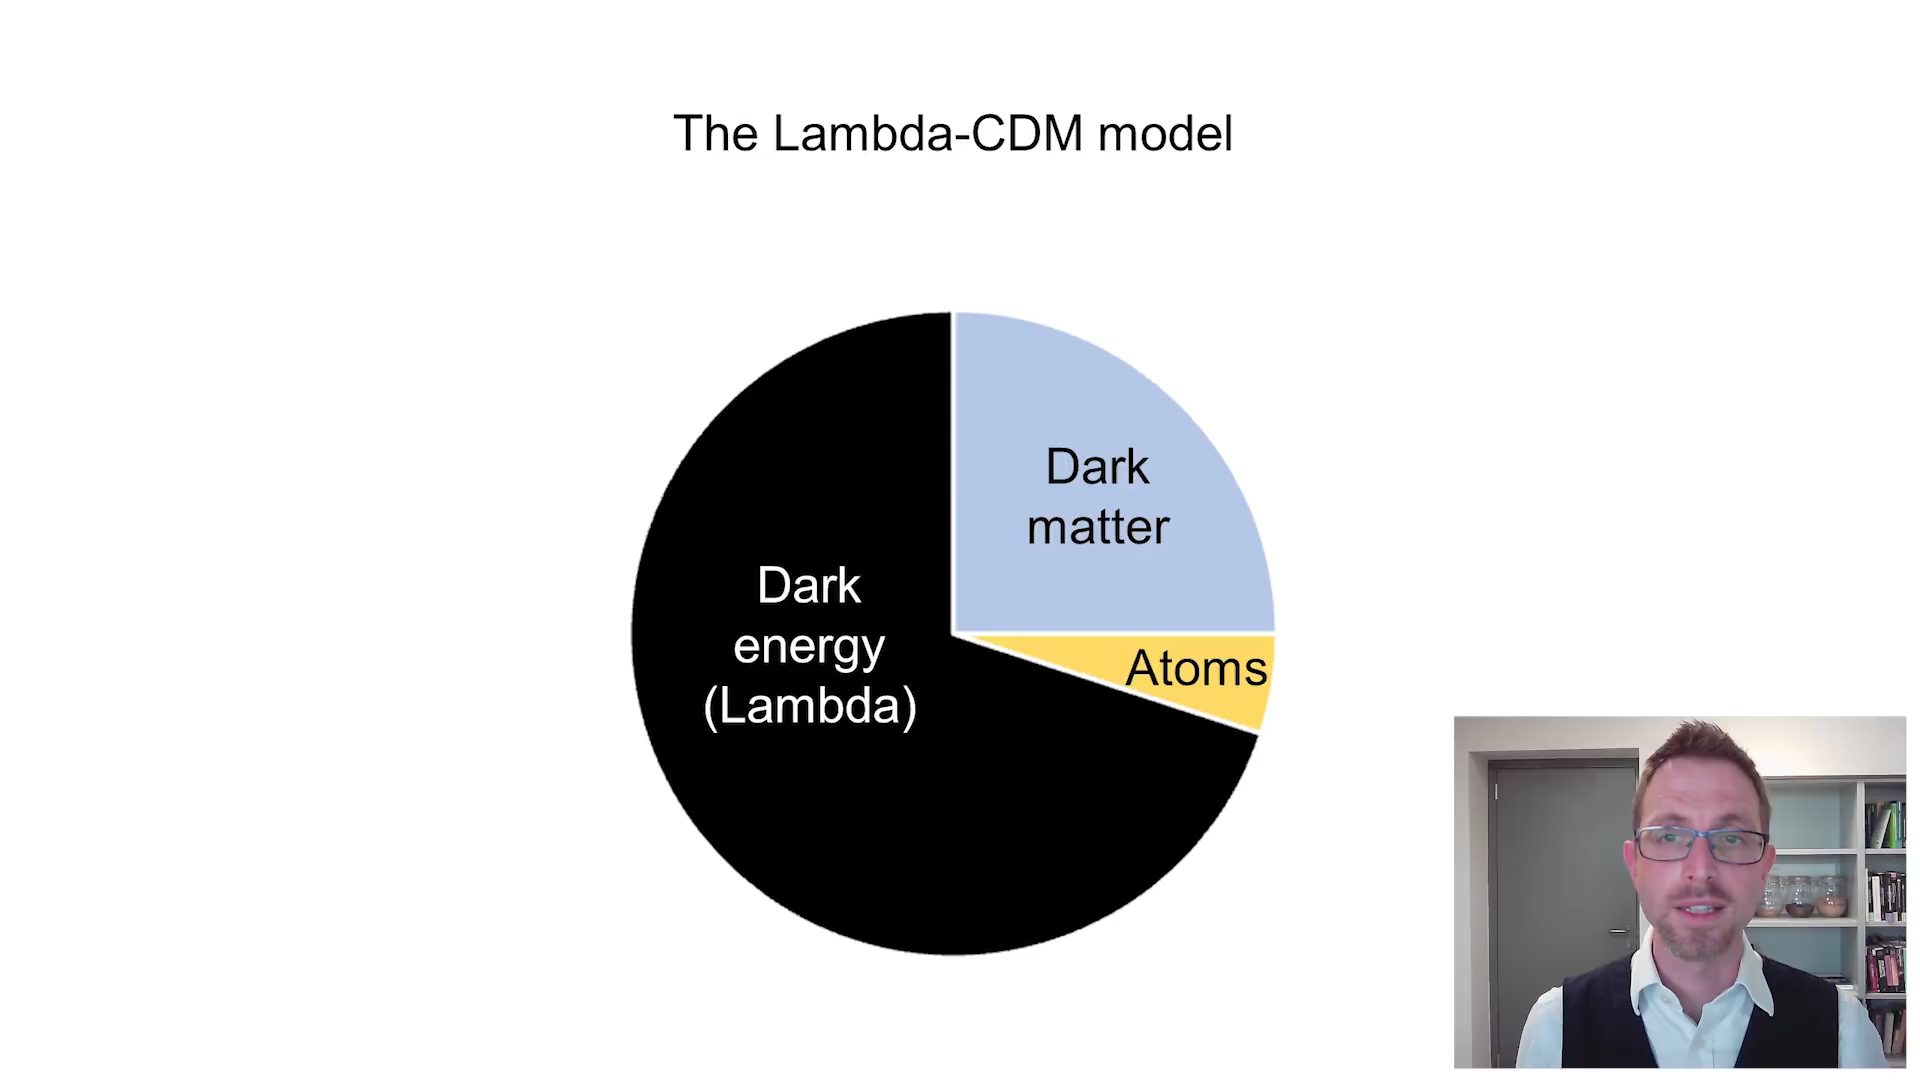 The Lambda-CDM model
Dark
matter
Dark
energy
(Lambda)
Atoms